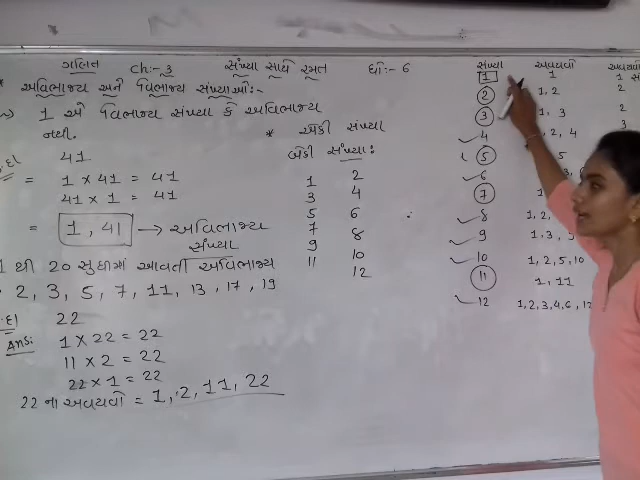 ગણિત ch:-3 સંખ્યા સાથે રમત ધો:- 6
* અવિભાજ્ય અને વિભાજ્ય સંખ્યાઓ:-
1 એ વિભાજ્ય સંખ્યા કે અવિભાજ્ય
નથી.
41
= 1 × 41 = 41
41 × 1 = 41
= 1, 41 → અવિભાજ્ય
સંખ્યા
1 થી 20 સુધીમાં આવતી અવિભાજ્ય
2, 3, 5, 7, 11, 13, 17, 19
22
Ans: 1 × 22 = 22
11 × 2 = 22
22 × 1 = 22
22 ના અવયવો = 1, 2, 11, 22
* એકી સંખ્યા
બેકી સંખ્યા:
1 2
3 4
5 6
7 8
9 10
11 12
સંખ્યા અવયવો અવયવ
1 1 1
2 1, 2 2
3 1, 3 2
4 2, 4 3
5 5
6
7
8 1, 2,
9 1, 3,
10 1, 2, 5, 10
11 1, 11
12 1, 2, 3, 4, 6, 12